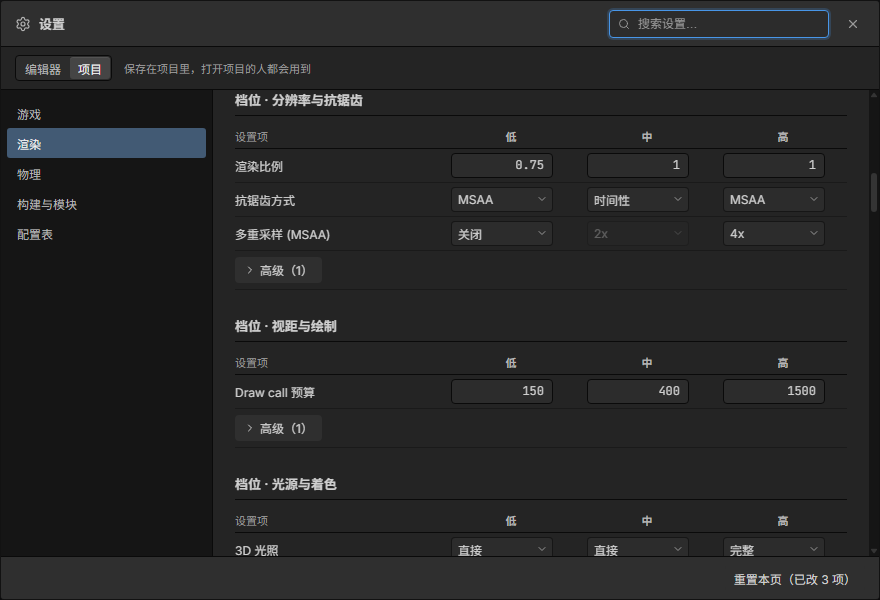 设置
搜索设置...
编辑器 项目 保存在项目里，打开项目的人都会用到
游戏
渲染
物理
构建与模块
配置表
档位 · 分辨率与抗锯齿
设置项 低 中 高
渲染比例 0.75 1 1
抗锯齿方式 MSAA 时间性 MSAA
多重采样 (MSAA) 关闭 2x 4x
高级（1）
档位 · 视距与绘制
设置项 低 中 高
Draw call 预算 150 400 1500
高级（1）
档位 · 光源与着色
设置项 低 中 高
3D 光照 直接 直接 完整
重置本页（已改 3 项）